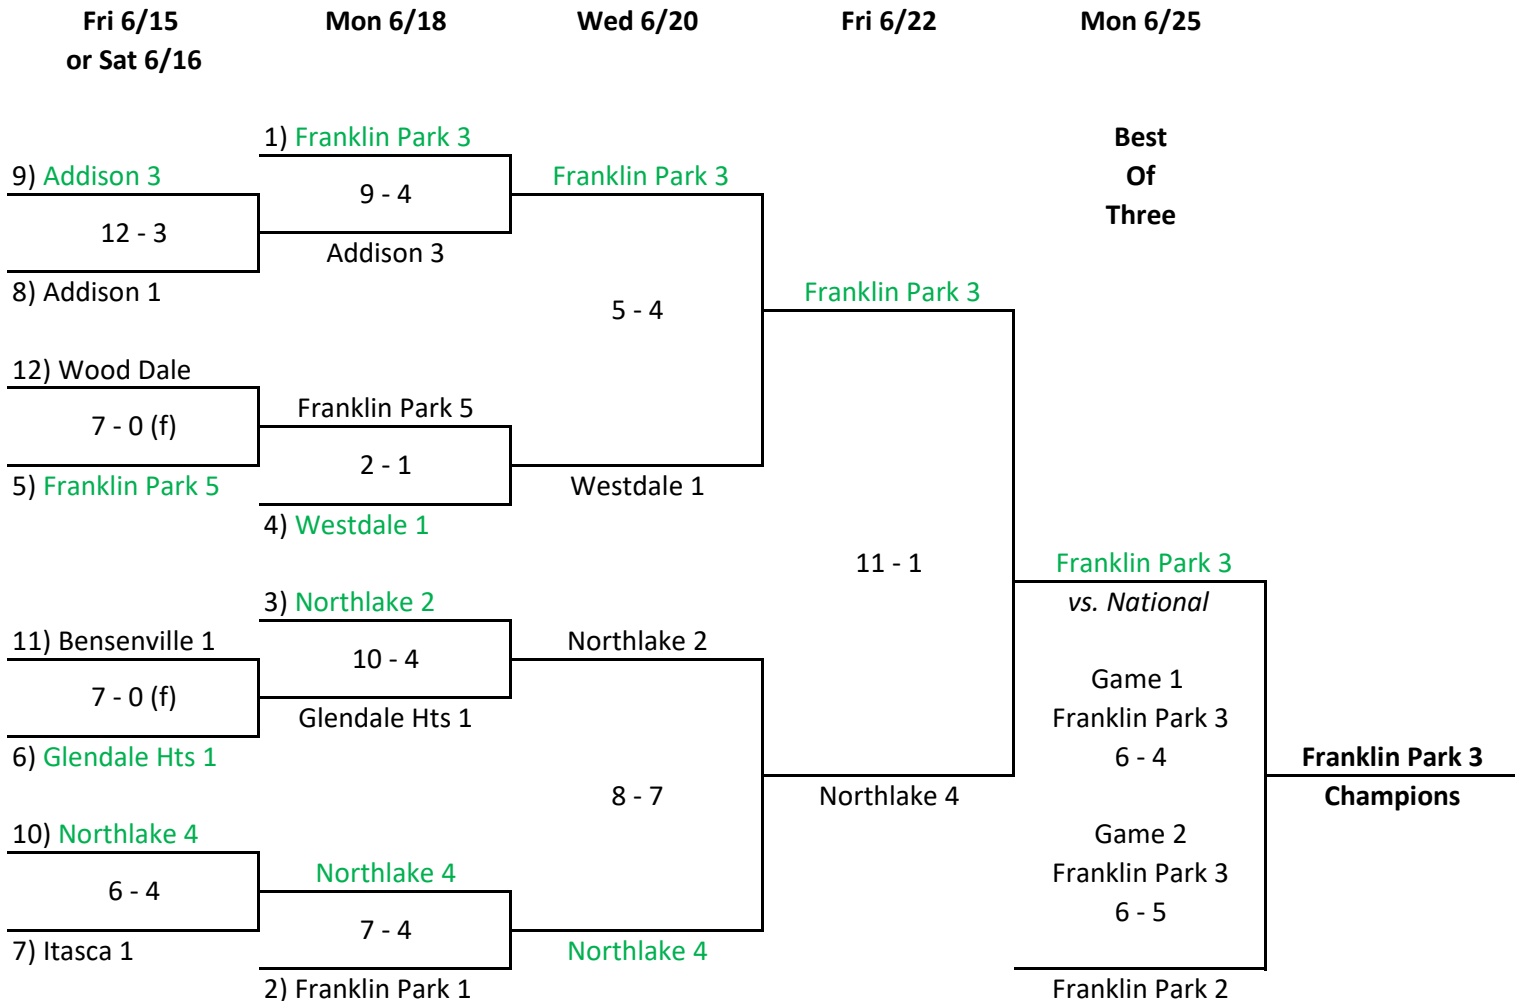 Fri 6/15
or Sat 6/16
Mon 6/18
Wed 6/20
Fri 6/22
Mon 6/25
9) Addison 3
12 - 3
8) Addison 1
12) Wood Dale
7 - 0 (f)
5) Franklin Park 5
11) Bensenville 1
7 - 0 (f)
6) Glendale Hts 1
10) Northlake 4
6 - 4
7) Itasca 1
1) Franklin Park 3
9 - 4
Addison 3
Franklin Park 5
2 - 1
4) Westdale 1
3) Northlake 2
10 - 4
Glendale Hts 1
Northlake 4
7 - 4
2) Franklin Park 1
Franklin Park 3
5 - 4
Westdale 1
Northlake 2
8 - 7
Northlake 4
Franklin Park 3
11 - 1
Northlake 4
Best
Of
Three
Franklin Park 3
vs. National
Game 1
Franklin Park 3
6 - 4
Game 2
Franklin Park 3
6 - 5
Franklin Park 2
Franklin Park 3
Champions